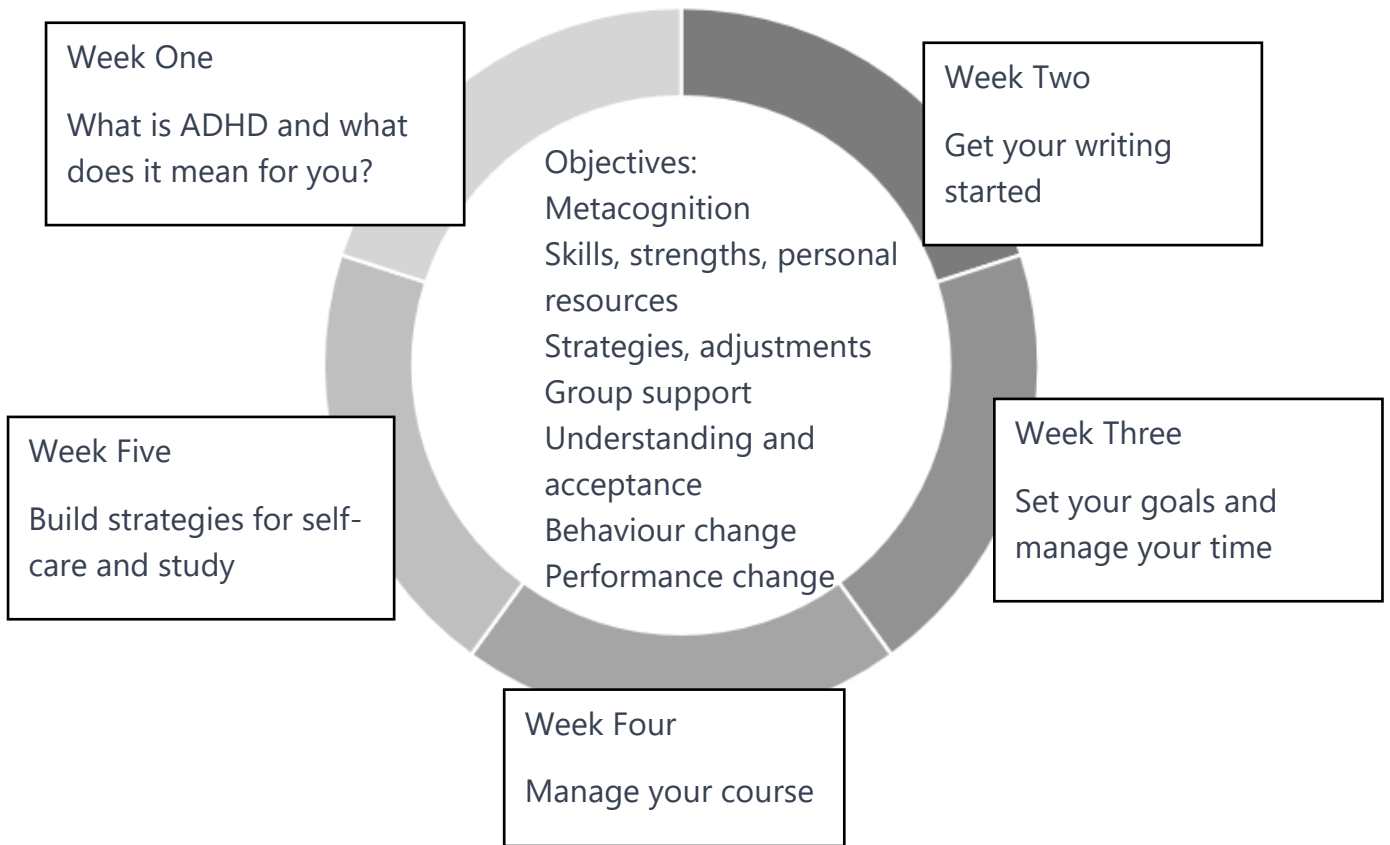 Week One
What is ADHD and what
does it mean for you?
Week Two
Get your writing
started
Objectives:
Metacognition
Skills, strengths, personal
resources
Strategies, adjustments
Group support
Understanding and
acceptance
Behaviour change
Performance change
Week Three
Set your goals and
manage your time
Week Four
Manage your course
Week Five
Build strategies for self-
care and study